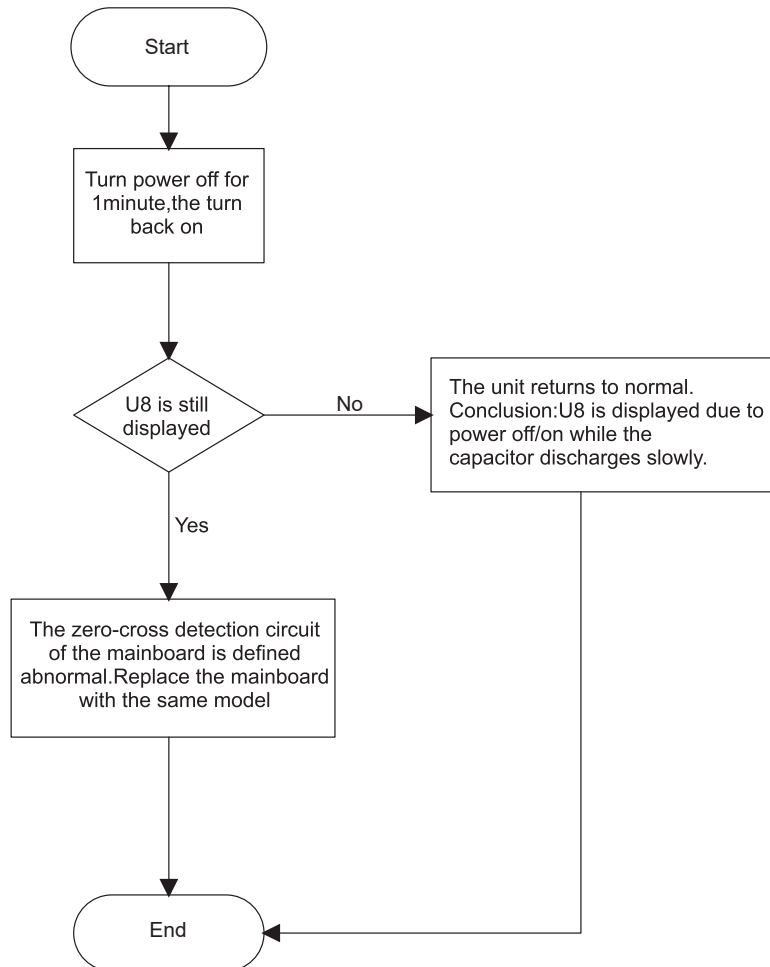 Start
Turn power off for
1minute,the turn
back on
U8 is still
displayed
No
The unit returns to normal.
Conclusion:U8 is displayed due to
power off/on while the
capacitor discharges slowly.
Yes
The zero-cross detection circuit
of the mainboard is defined
abnormal.Replace the mainboard
with the same model
End